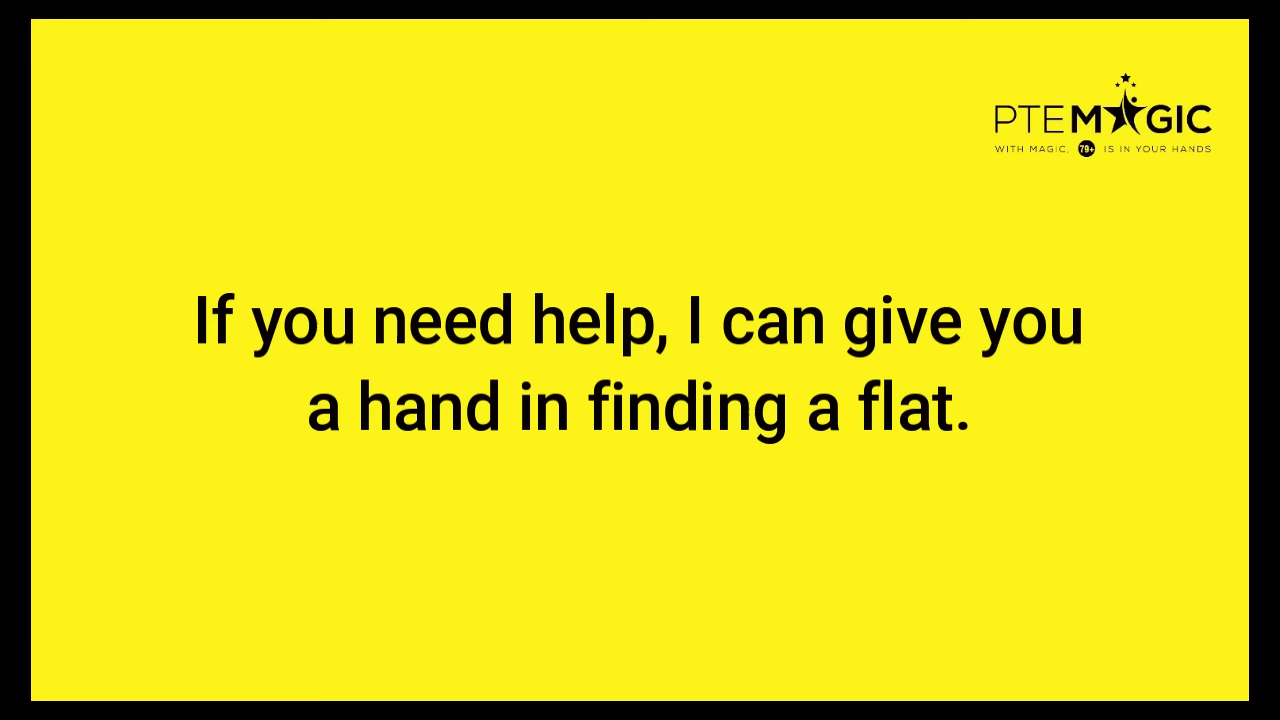 PTEMAGIC
WITH MAGIC, 79+ IS IN YOUR HANDS
If you need help, I can give you
a hand in finding a flat.